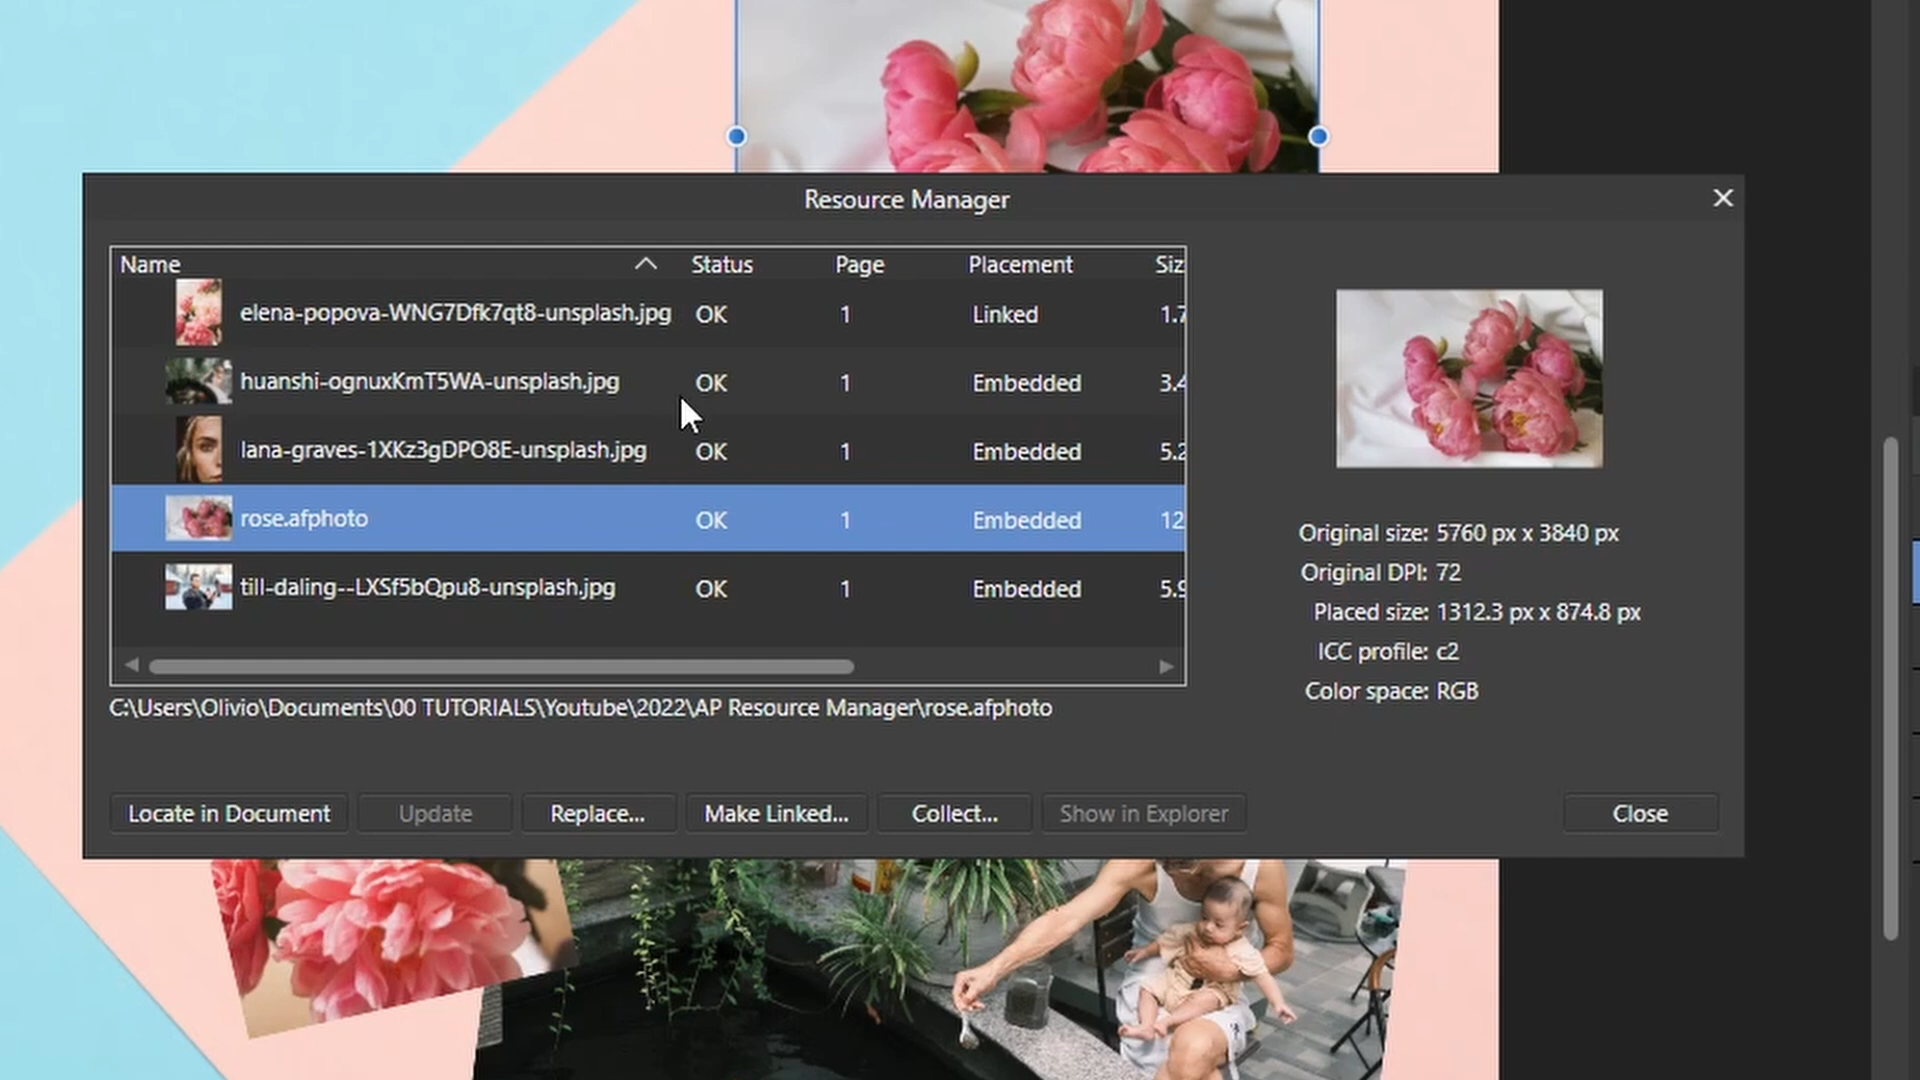 Resource Manager
Name Status Page Placement Siz
elena-popova-WNG7Dfk7qt8-unsplash.jpg OK 1 Linked 1.7
huanshi-ognuxKmT5WA-unsplash.jpg OK 1 Embedded 3.4
lana-graves-1XKz3gDPO8E-unsplash.jpg OK 1 Embedded 5.2
rose.afphoto OK 1 Embedded 12
till-daling--LXSf5bQpu8-unsplash.jpg OK 1 Embedded 5.9
C:\Users\Olivio\Documents\00 TUTORIALS\Youtube\2022\AP Resource Manager\rose.afphoto
Original size: 5760 px x 3840 px
Original DPI: 72
Placed size: 1312.3 px x 874.8 px
ICC profile: c2
Color space: RGB
Locate in Document Update Replace... Make Linked... Collect... Show in Explorer Close